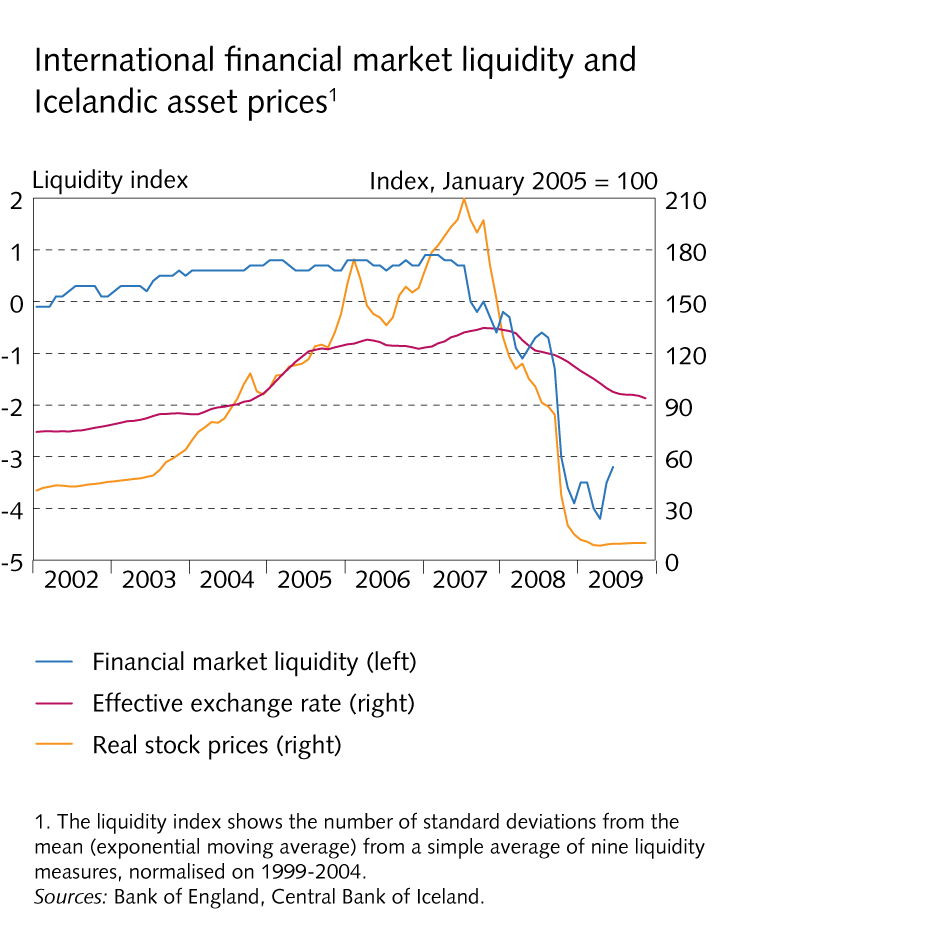 International financial market liquidity and
Icelandic asset prices¹
Liquidity index Index, January 2005 = 100
2 210
1 180
0 150
-1 120
-2 90
-3 60
-4 30
-5 0
2002 2003 2004 2005 2006 2007 2008 2009
Financial market liquidity (left)
Effective exchange rate (right)
Real stock prices (right)
1. The liquidity index shows the number of standard deviations from the
mean (exponential moving average) from a simple average of nine liquidity
measures, normalised on 1999-2004.
Sources: Bank of England, Central Bank of Iceland.